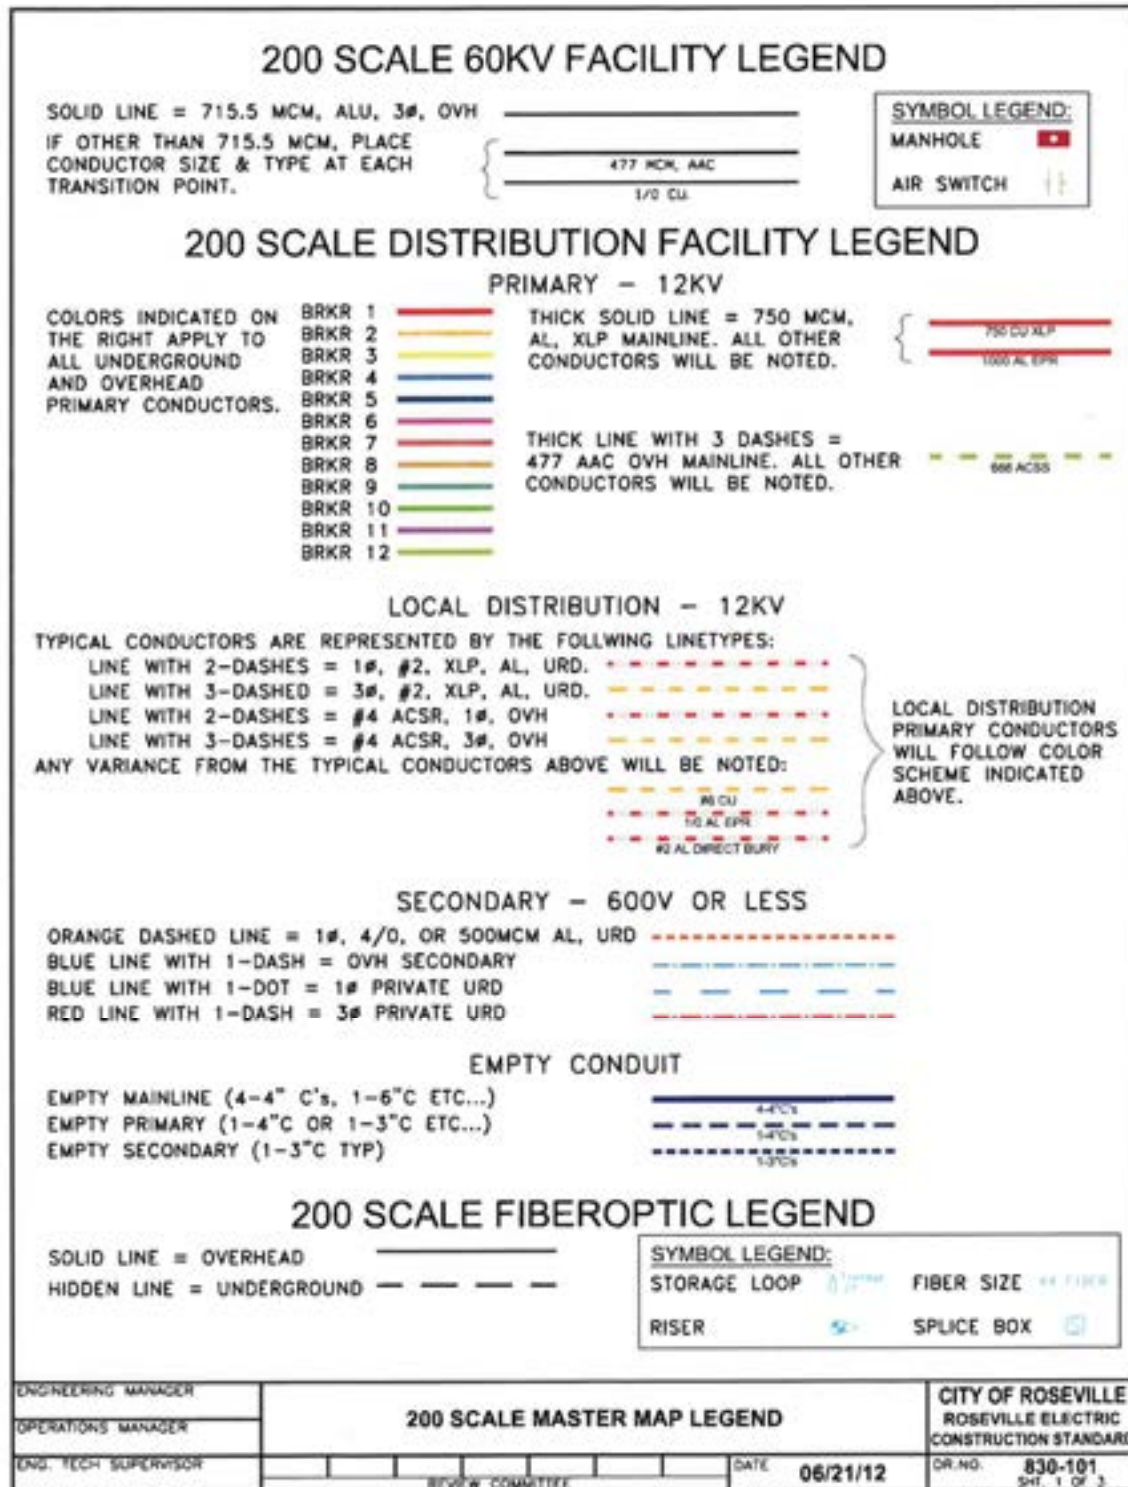 200 SCALE 60KV FACILITY LEGEND
SOLID LINE = 715.5 MCM, ALU, 3ø, OVH
IF OTHER THAN 715.5 MCM, PLACE
CONDUCTOR SIZE & TYPE AT EACH
TRANSITION POINT.
477 MCM, AAC
1/0 CU.
SYMBOL LEGEND:
MANHOLE
AIR SWITCH
200 SCALE DISTRIBUTION FACILITY LEGEND
PRIMARY - 12KV
COLORS INDICATED ON
THE RIGHT APPLY TO
ALL UNDERGROUND
AND OVERHEAD
PRIMARY CONDUCTORS.
BRKR 1
BRKR 2
BRKR 3
BRKR 4
BRKR 5
BRKR 6
BRKR 7
BRKR 8
BRKR 9
BRKR 10
BRKR 11
BRKR 12
THICK SOLID LINE = 750 MCM,
AL, XLP MAINLINE. ALL OTHER
CONDUCTORS WILL BE NOTED.
750 CU XLP
1000 AL EPR
THICK LINE WITH 3 DASHES =
477 AAC OVH MAINLINE. ALL OTHER
CONDUCTORS WILL BE NOTED.
666 ACSS
LOCAL DISTRIBUTION - 12KV
TYPICAL CONDUCTORS ARE REPRESENTED BY THE FOLLWING LINETYPES:
LINE WITH 2-DASHES = 1ø, #2, XLP, AL, URD.
LINE WITH 3-DASHED = 3ø, #2, XLP, AL, URD.
LINE WITH 2-DASHES = #4 ACSR, 1ø, OVH
LINE WITH 3-DASHES = #4 ACSR, 3ø, OVH
ANY VARIANCE FROM THE TYPICAL CONDUCTORS ABOVE WILL BE NOTED:
#6 CU
1/0 AL EPR
#2 AL DIRECT BURY
LOCAL DISTRIBUTION
PRIMARY CONDUCTORS
WILL FOLLOW COLOR
SCHEME INDICATED
ABOVE.
SECONDARY - 600V OR LESS
ORANGE DASHED LINE = 1ø, 4/0, OR 500MCM AL, URD
BLUE LINE WITH 1-DASH = OVH SECONDARY
BLUE LINE WITH 1-DOT = 1ø PRIVATE URD
RED LINE WITH 1-DASH = 3ø PRIVATE URD
EMPTY CONDUIT
EMPTY MAINLINE (4-4" C's, 1-6"C ETC...)
4-4"C's
EMPTY PRIMARY (1-4"C OR 1-3"C ETC...)
1-4"C's
EMPTY SECONDARY (1-3"C TYP)
1-3"C's
200 SCALE FIBEROPTIC LEGEND
SOLID LINE = OVERHEAD
HIDDEN LINE = UNDERGROUND
SYMBOL LEGEND:
STORAGE LOOP
FIBER SIZE ## FIBER
RISER
SPLICE BOX
ENGINEERING MANAGER
OPERATIONS MANAGER
ENG. TECH SUPERVISOR
200 SCALE MASTER MAP LEGEND
REVIEW COMMITTEE
DATE 06/21/12
CITY OF ROSEVILLE
ROSEVILLE ELECTRIC
CONSTRUCTION STANDARD
DR.NO. 830-101
SHT. 1 OF 3